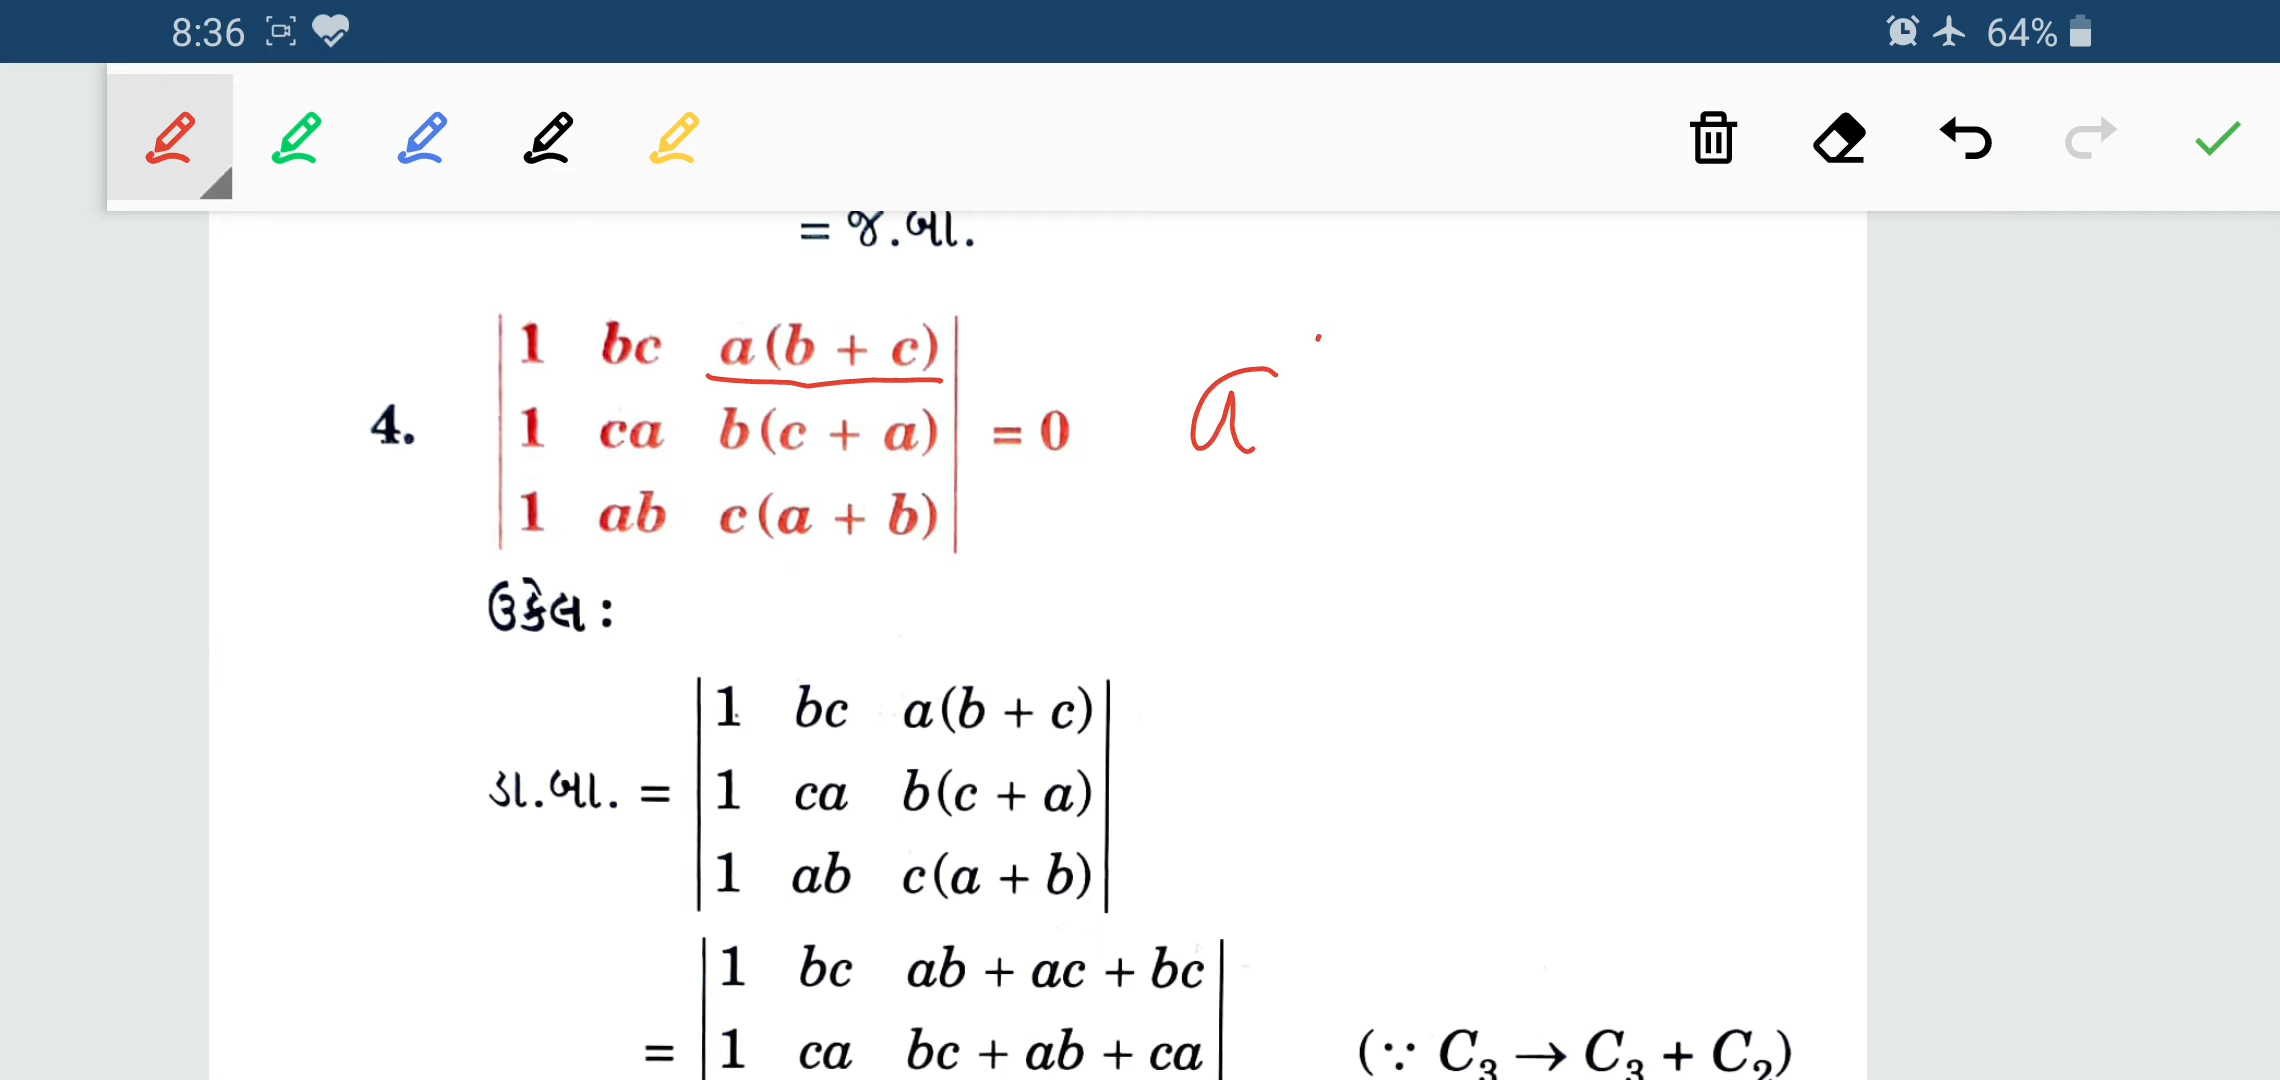 8:36 64%
= જ.બા.
4. | 1 bc a(b + c) |
| 1 ca b(c + a) | = 0
| 1 ab c(a + b) |
a
ઉકેલ :
| 1 bc a(b + c) |
ડા.બા. = | 1 ca b(c + a) |
| 1 ab c(a + b) |
| 1 bc ab + ac + bc |
= | 1 ca bc + ab + ca | (∵ C₃ → C₃ + C₂)